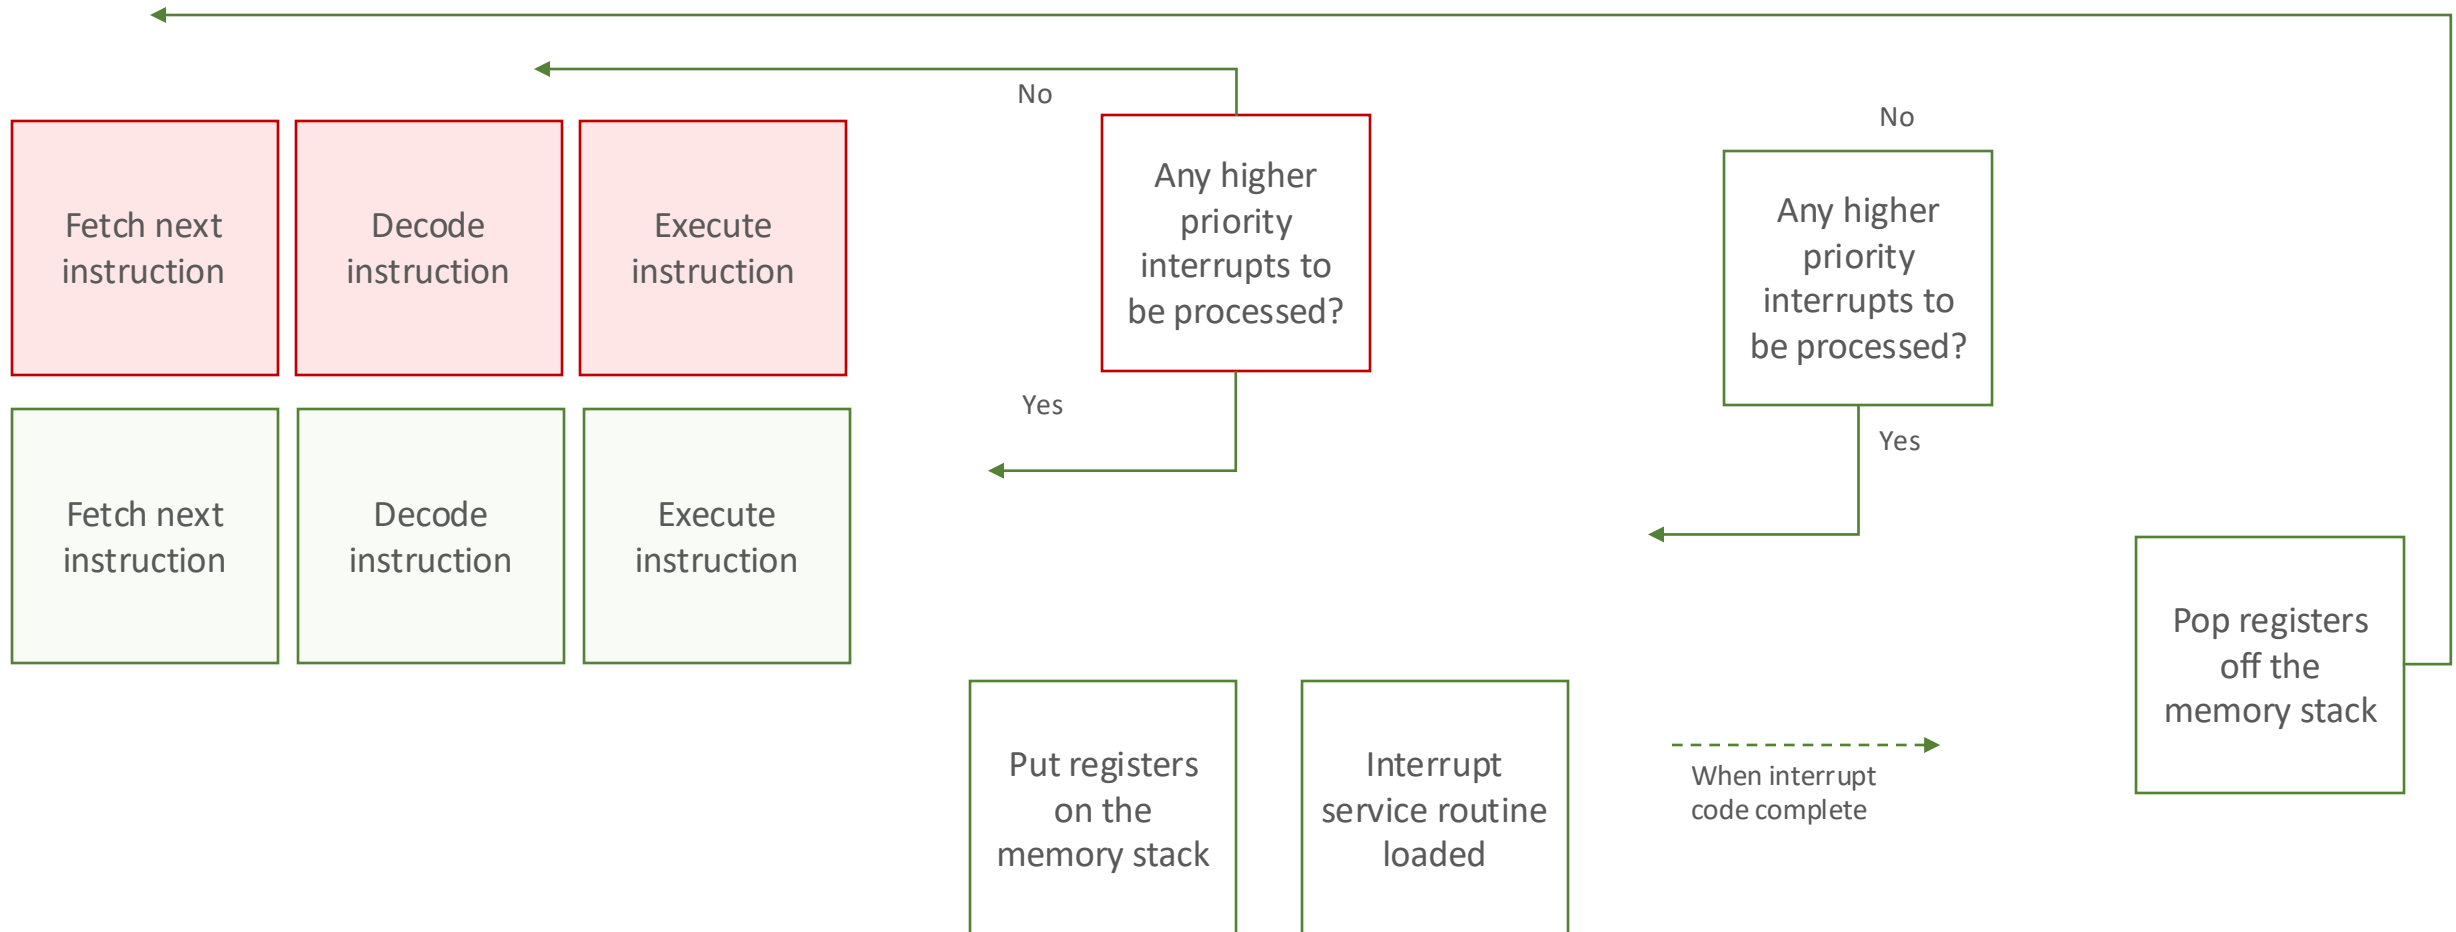 No
Fetch next
instruction
Decode
instruction
Execute
instruction
Any higher
priority
interrupts to
be processed?
No
Any higher
priority
interrupts to
be processed?
Yes
Yes
Fetch next
instruction
Decode
instruction
Execute
instruction
Put registers
on the
memory stack
Interrupt
service routine
loaded
When interrupt
code complete
Pop registers
off the
memory stack